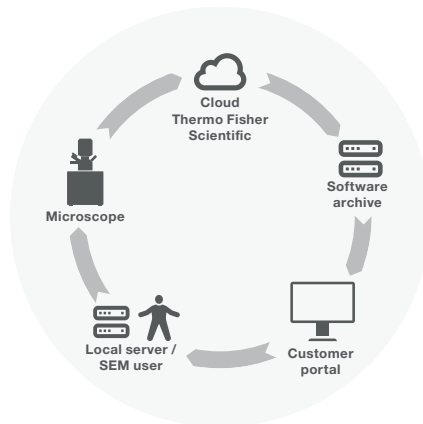 Cloud
Thermo Fisher
Scientific
Software
archive
Microscope
Local server /
SEM user
Customer
portal